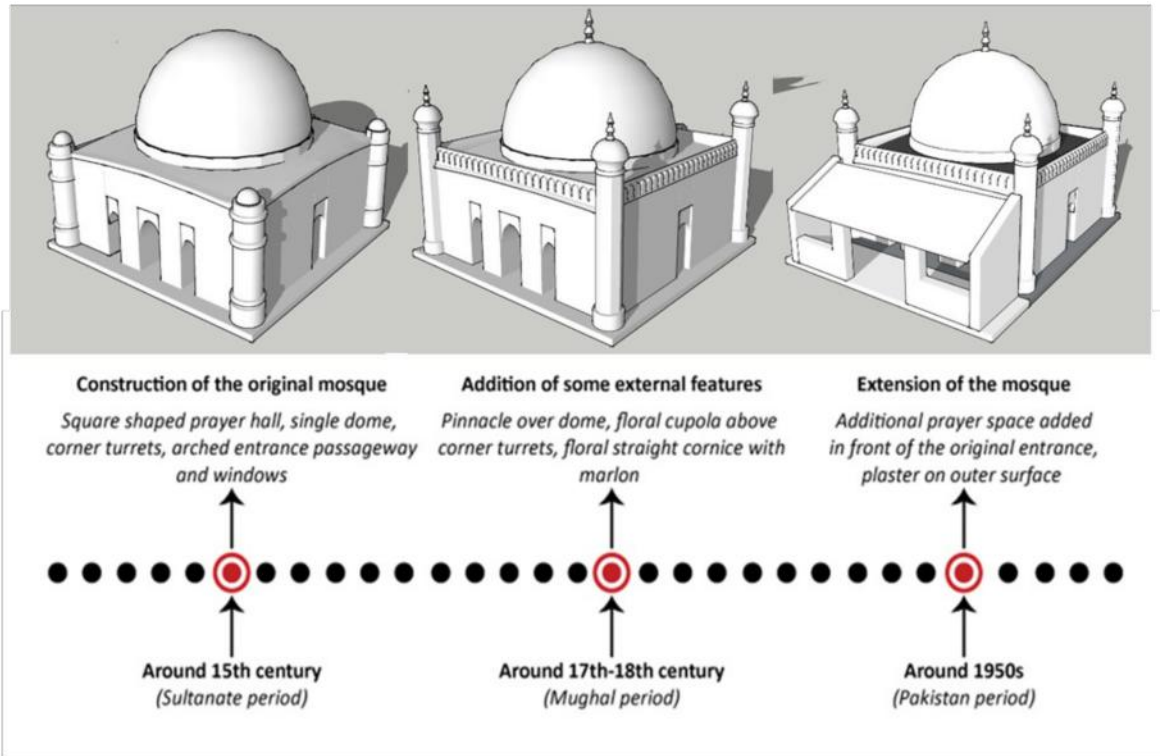 Construction of the original mosque
Square shaped prayer hall, single dome,
corner turrets, arched entrance passageway
and windows
Addition of some external features
Pinnacle over dome, floral cupola above
corner turrets, floral straight cornice with
marlon
Extension of the mosque
Additional prayer space added
in front of the original entrance,
plaster on outer surface
Around 15th century
(Sultanate period)
Around 17th-18th century
(Mughal period)
Around 1950s
(Pakistan period)